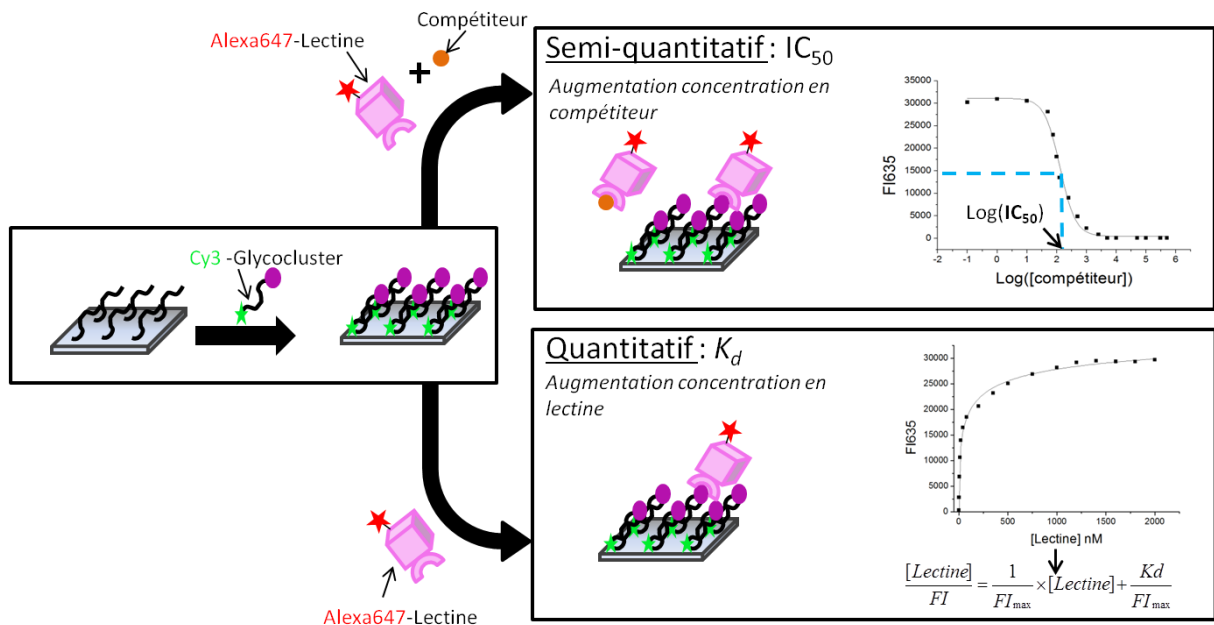 Compétiteur
Alexa647-Lectine
+
Cy3 -Glycocluster
Semi-quantitatif : IC50
Augmentation concentration en
compétiteur
35000
30000
25000
20000
15000
10000
5000
0
FI635
Log(IC50)
-2 -1 0 1 2 3 4 5 6
Log([compétiteur])
Quantitatif : Kd
Augmentation concentration en
lectine
30000
25000
20000
15000
10000
5000
0
FI635
0 500 1000 1500 2000
[Lectine] nM
[Lectine]/FI = 1/FImax ×[Lectine]+ Kd/FImax
Alexa647-Lectine